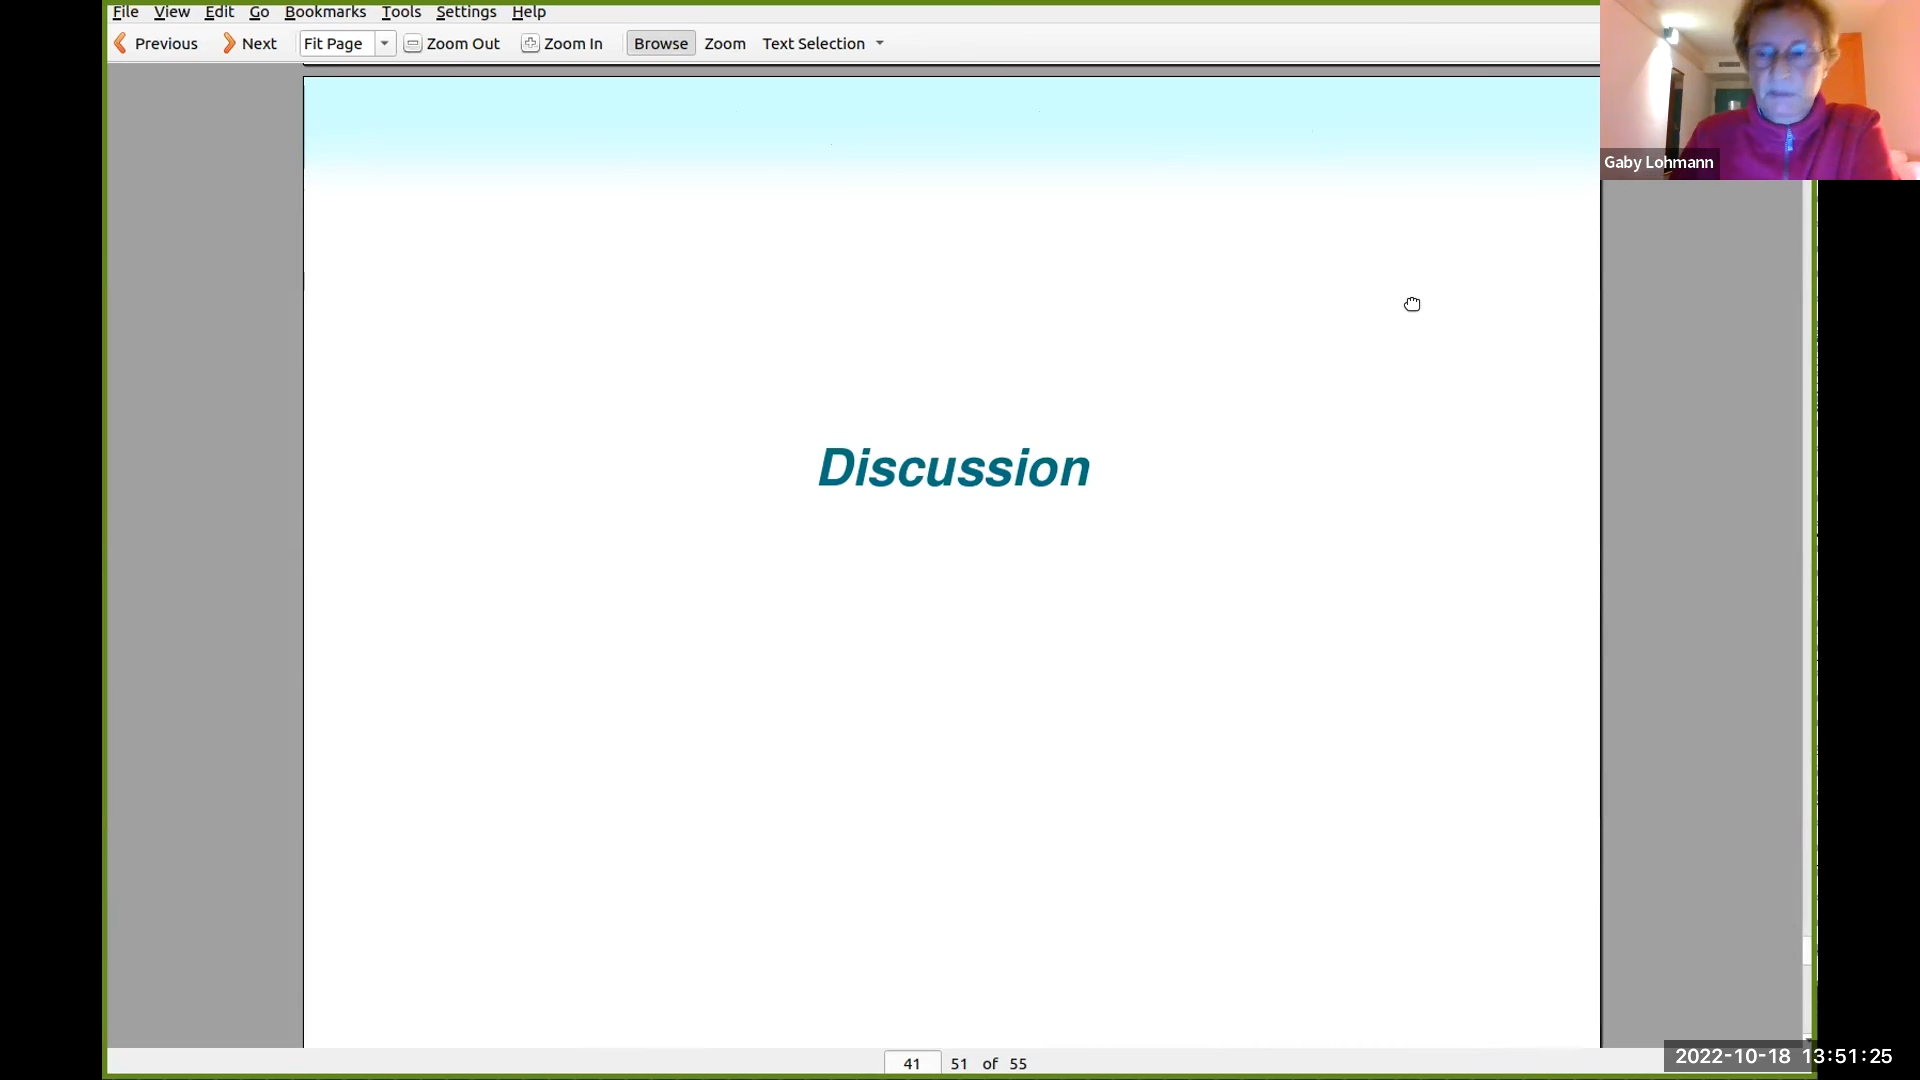 File View Edit Go Bookmarks Tools Settings Help
Previous Next Fit Page Zoom Out Zoom In Browse Zoom Text Selection
Gaby Lohmann
Discussion
41 51 of 55
2022-10-18 13:51:25